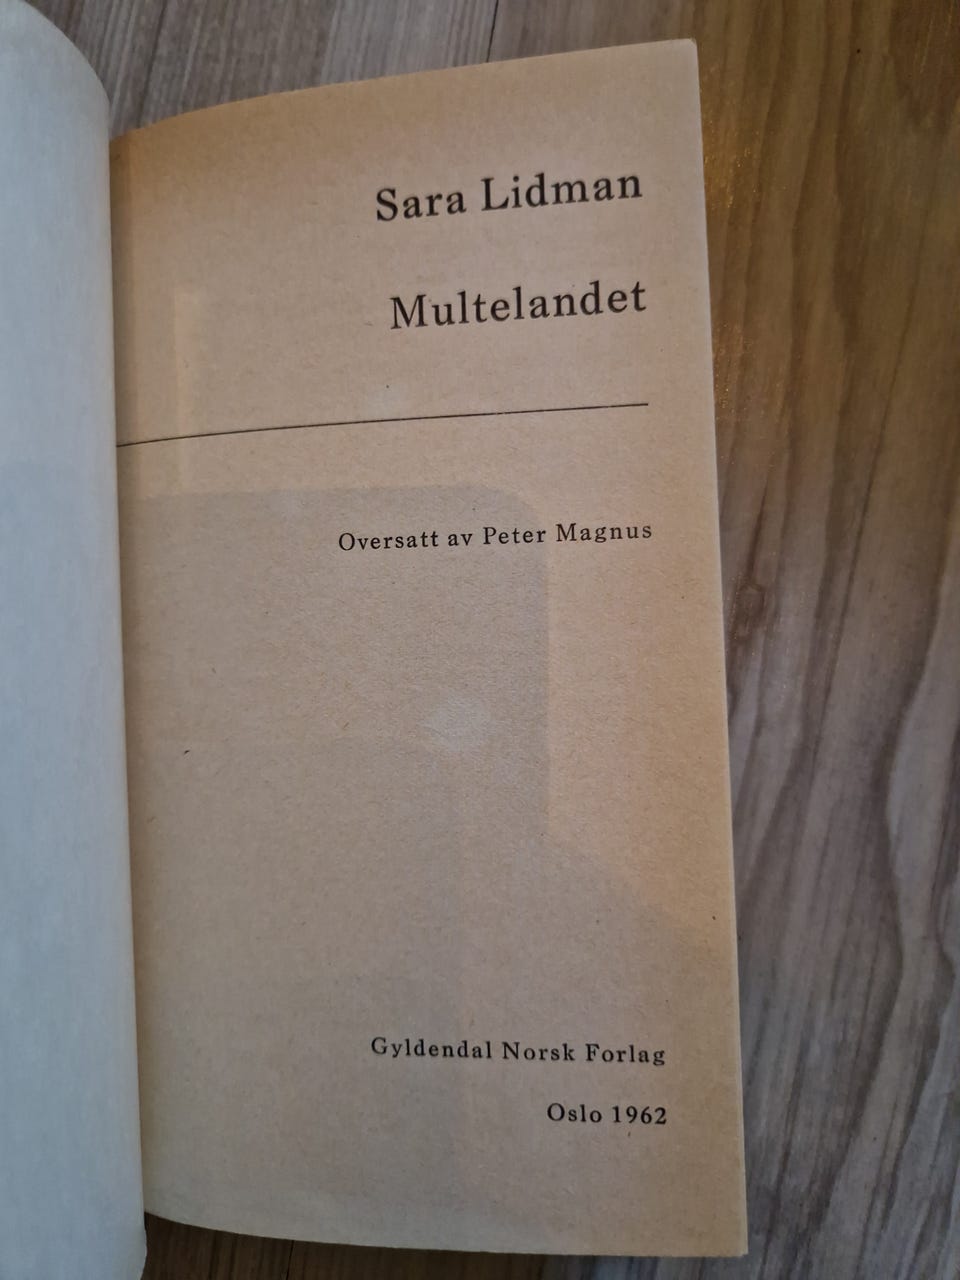 Sara Lidman
Multelandet
Oversatt av Peter Magnus
Gyldendal Norsk Forlag
Oslo 1962